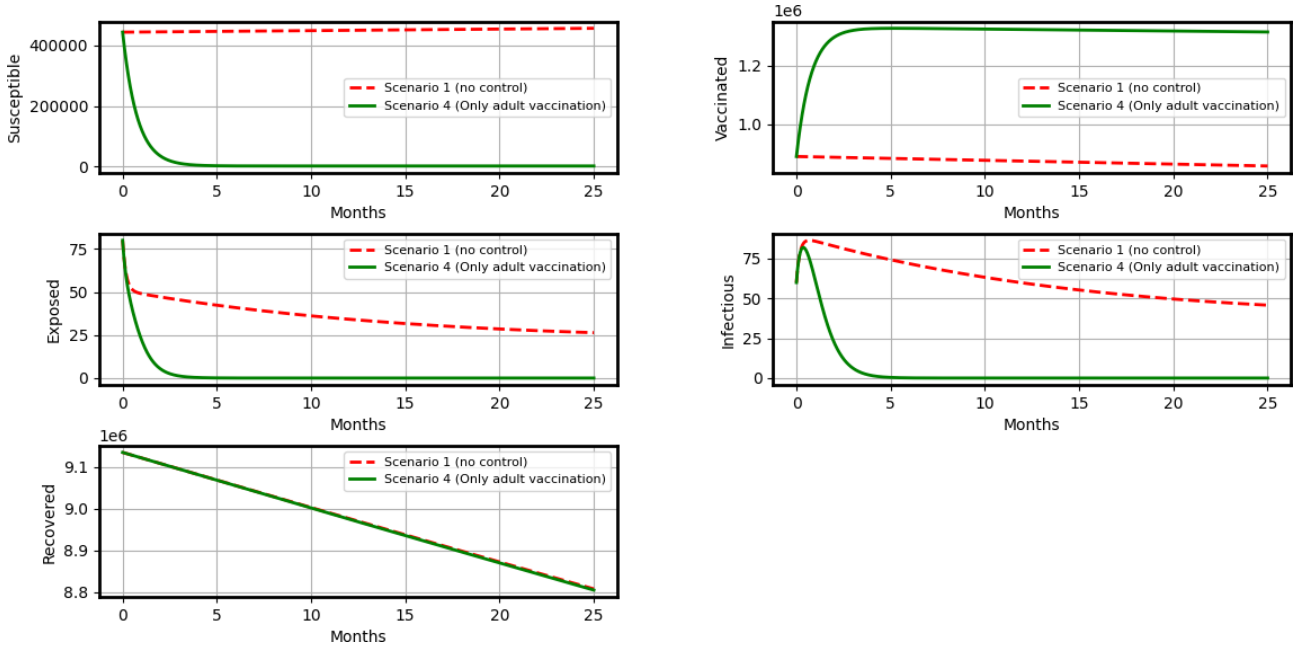 400000
200000
0
Susceptible
Scenario 1 (no control)
Scenario 4 (Only adult vaccination)
0 5 10 15 20 25
Months
1e6
1.2
1.0
Vaccinated
Scenario 1 (no control)
Scenario 4 (Only adult vaccination)
0 5 10 15 20 25
Months
75
50
25
0
Exposed
Scenario 1 (no control)
Scenario 4 (Only adult vaccination)
0 5 10 15 20 25
Months
75
50
25
0
Infectious
Scenario 1 (no control)
Scenario 4 (Only adult vaccination)
0 5 10 15 20 25
Months
1e6
9.1
9.0
8.9
8.8
Recovered
Scenario 1 (no control)
Scenario 4 (Only adult vaccination)
0 5 10 15 20 25
Months